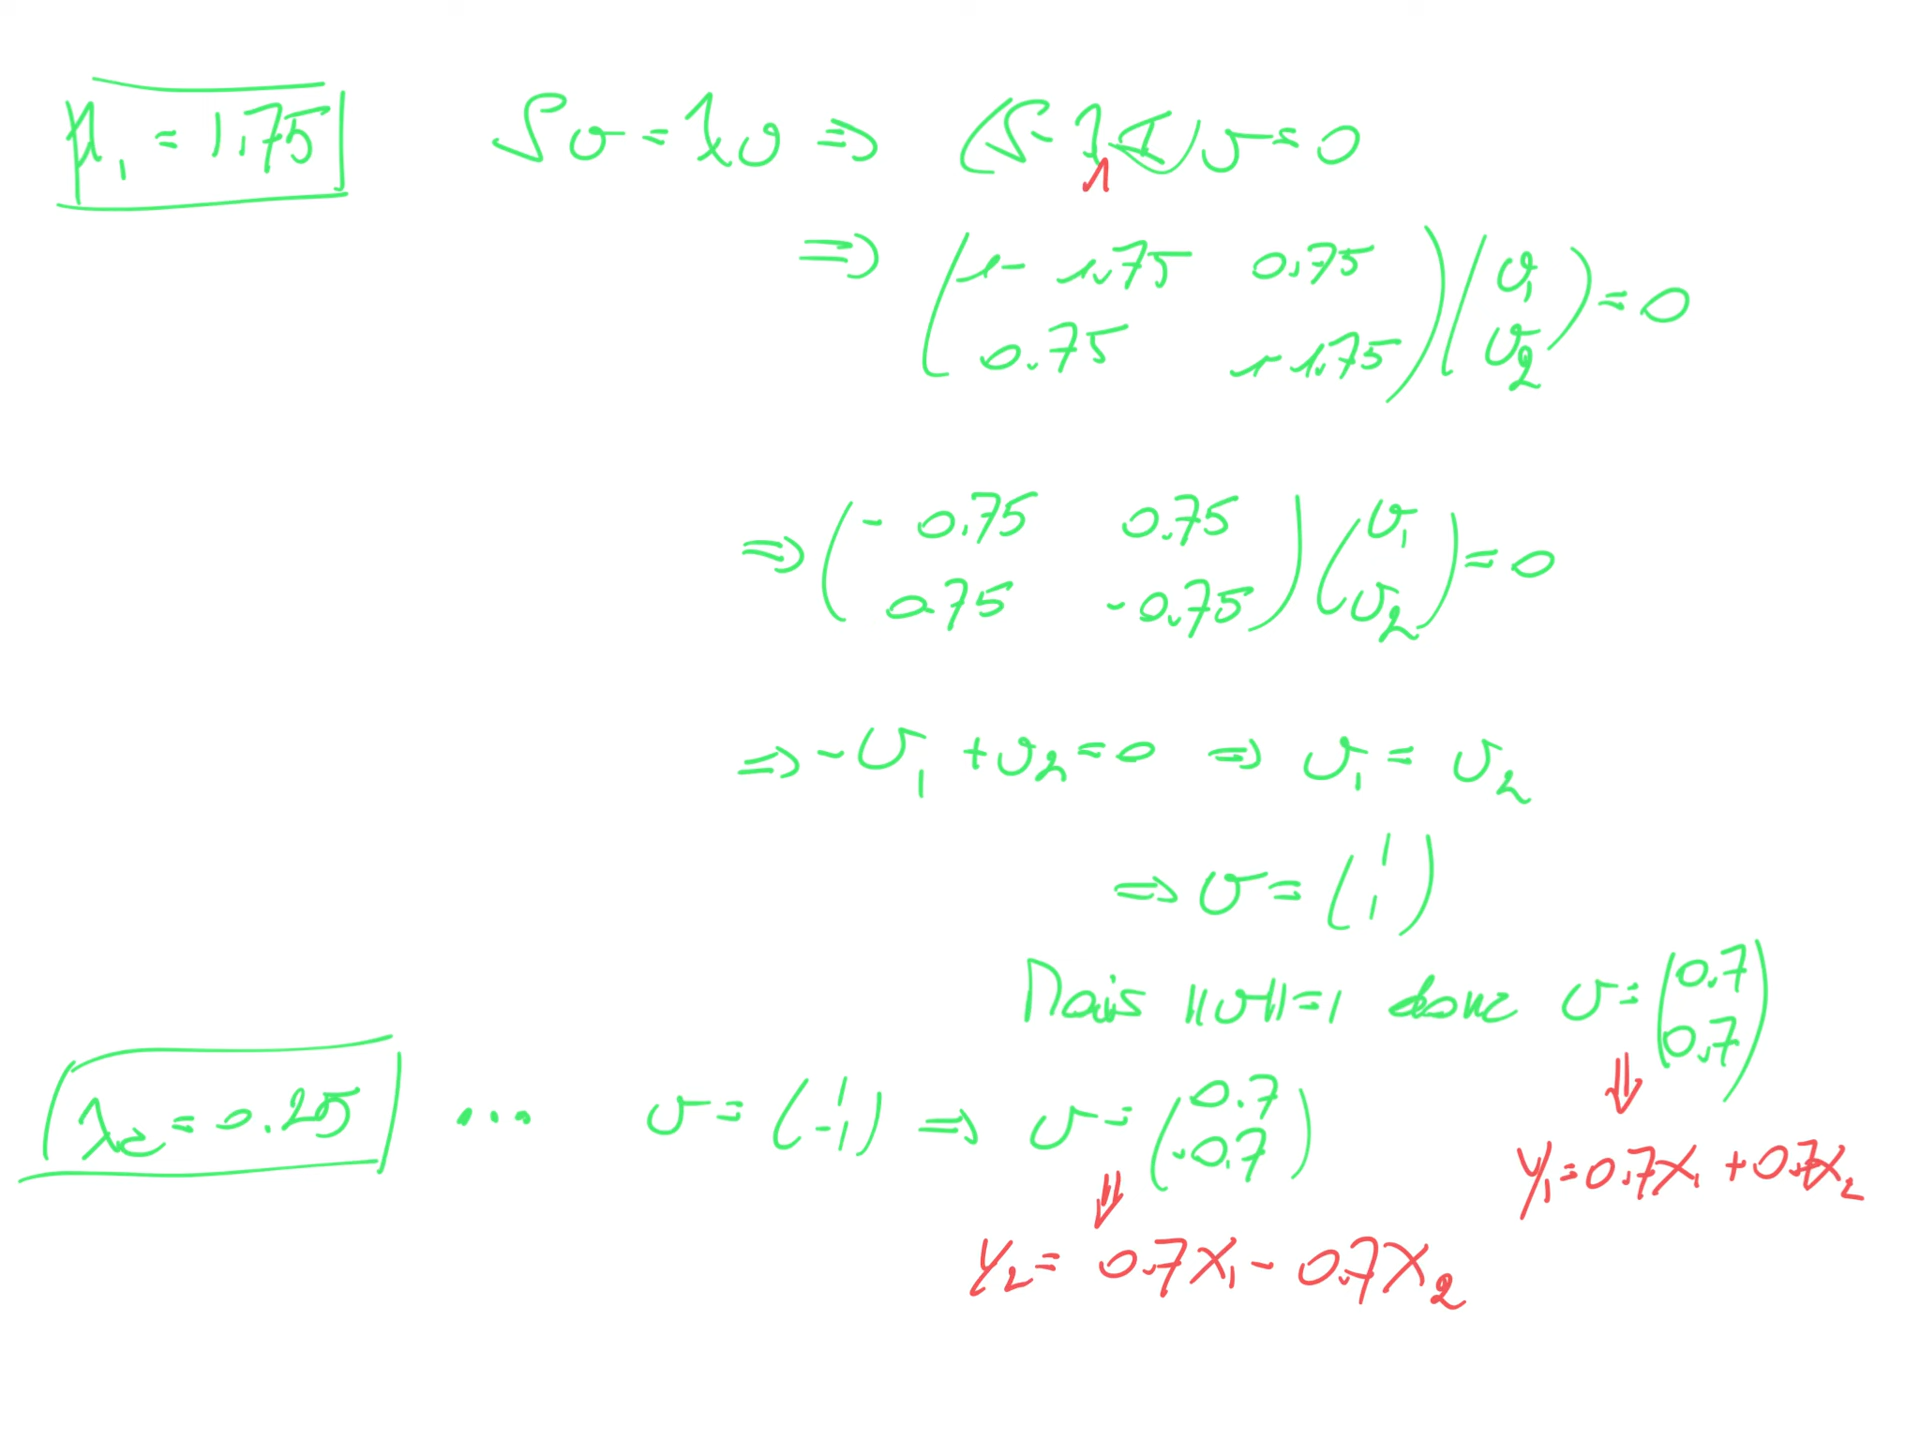 λ₁ = 1.75 Sv = λv ⇒ (S - λ₁I)v = 0
⇒ (1 - 1.75 0.75) (v₁) = 0
(0.75 1 - 1.75) (v₂)
⇒ (-0.75 0.75) (v₁) = 0
(0.75 -0.75) (v₂)
⇒ -v₁ + v₂ = 0 ⇒ v₁ = v₂
⇒ v = (1
1)
Mais ||v|| = 1 donc v = (0.7
0.7)
λ₂ = 0.25 ... v = (1 -1) ⇒ v = (0.7 -0.7)
⇓
y₁ = 0.7x₁ + 0.7x₂
⇓
y₂ = 0.7x₁ - 0.7x₂